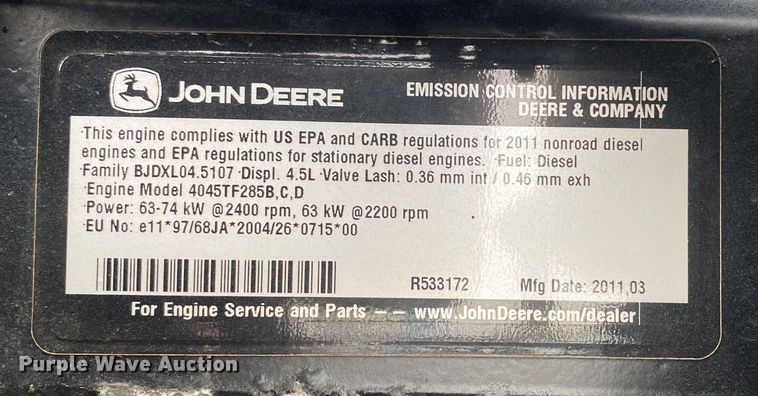 JOHN DEERE
EMISSION CONTROL INFORMATION
DEERE & COMPANY
·This engine complies with US EPA and CARB regulations for 2011 nonroad diesel
engines and EPA regulations for stationary diesel engines. ·Fuel: Diesel
·Family BJDXL04.5107 ·Displ. 4.5L ·Valve Lash: 0.36 mm int / 0.46 mm exh
·Engine Model 4045TF285B,C,D
·Power: 63-74 kW @2400 rpm, 63 kW @2200 rpm
·EU No: e11*97/68JA*2004/26*0715*00
R533172
Mfg Date: 2011,03
For Engine Service and Parts – – www.JohnDeere.com/dealer
Purple Wave Auction